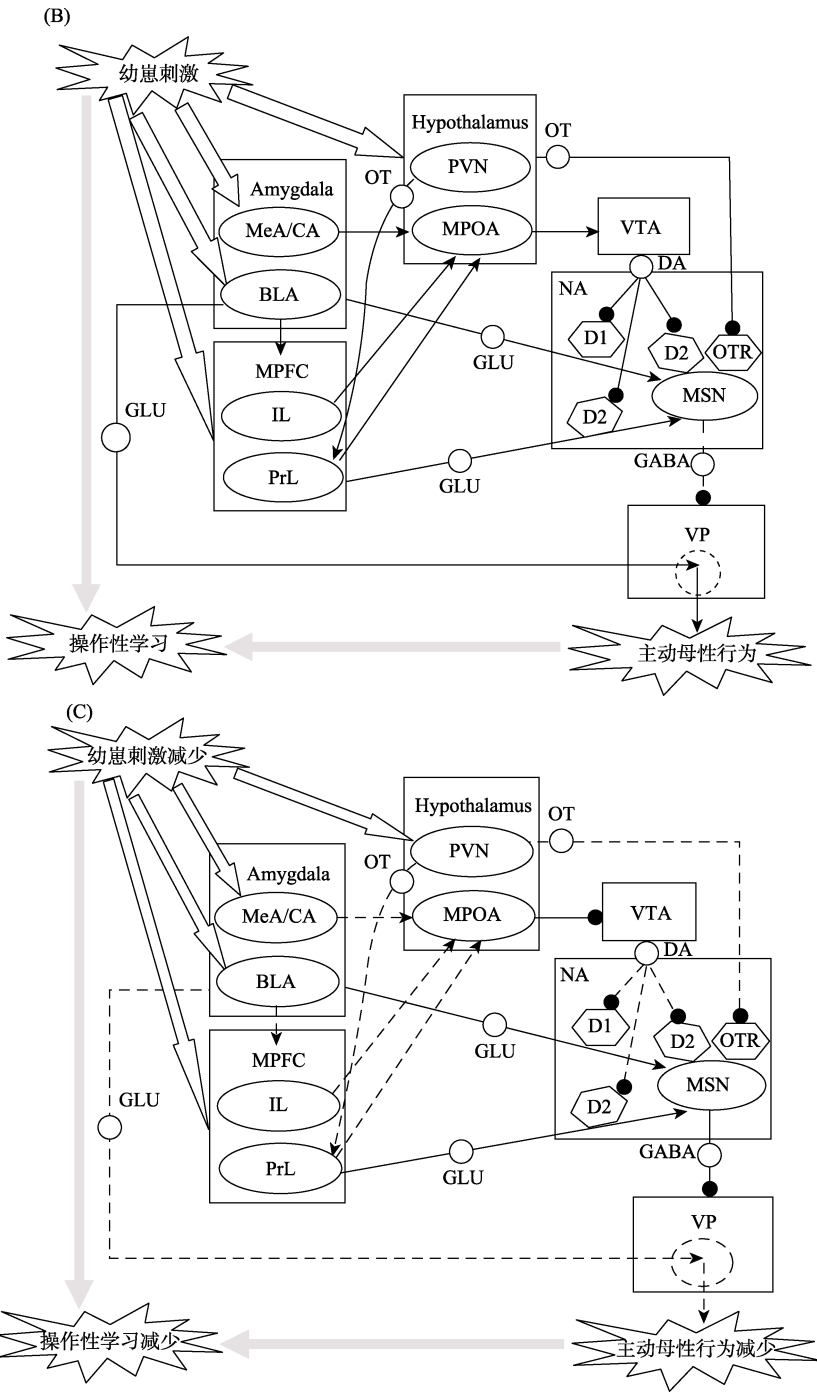 (B)
幼崽刺激
Hypothalamus
OT
PVN
OT
Amygdala
MeA/CA
MPOA
VTA
DA
NA
BLA
D1
D2
OTR
GLU
MPFC
MSN
GLU
IL
D2
GABA
PrL
GLU
VP
操作性学习
主动母性行为
(C)
幼崽刺激减少
Hypothalamus
OT
PVN
OT
Amygdala
MeA/CA
MPOA
VTA
DA
NA
BLA
D1
D2
OTR
GLU
MPFC
MSN
GLU
IL
D2
GABA
PrL
GLU
VP
操作性学习减少
主动母性行为减少